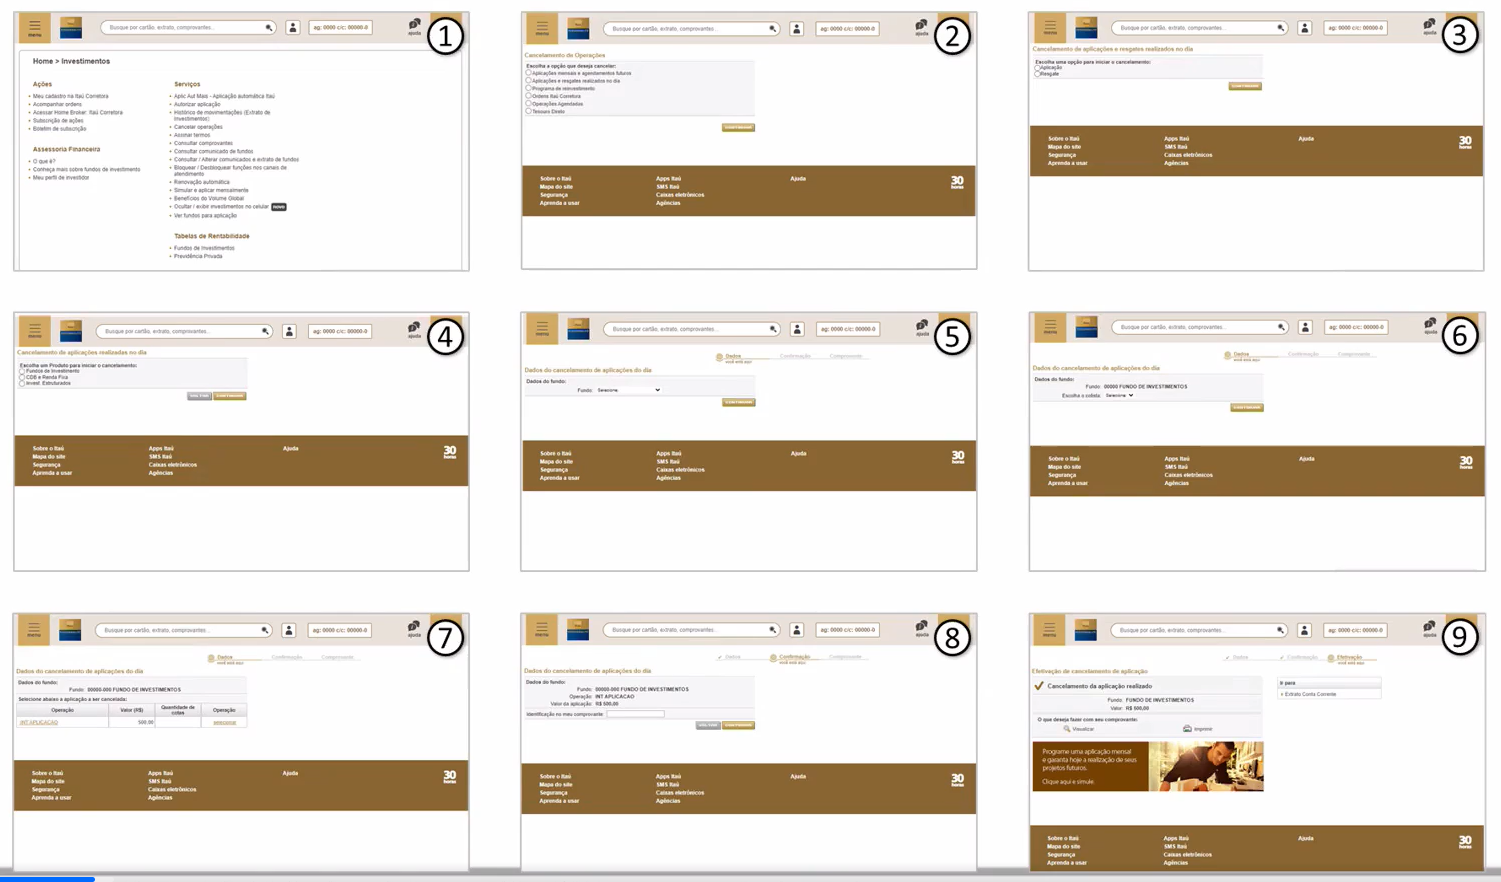 menu
Busque por cartão, extrato, comprovantes...
ag: 0000 c/c: 00000-0
ajuda
1
Home > Investimentos
Ações
Meu cadastro na Itaú Corretora
Acompanhar ordens
Acessar Home Broker: Itaú Corretora
Subscrição de ações
Boletim de subscrição
Assessoria Financeira
O que é?
Conheça mais sobre fundos de investimento
Meu perfil de investidor
Serviços
Aplic Aut Mais - Aplicação automática Itaú
Autorizar aplicação
Histórico de movimentações (Extrato de
Investimentos)
Cancelar operações
Assinar termos
Consultar comprovantes
Consultar comunicado de fundos
Consultar / Alterar comunicados e extrato de fundos
Bloquear / Desbloquear funções nos canais de
atendimento
Renovação automática
Simular e aplicar mensalmente
Benefícios do Volume Global
Ocultar / exibir investimentos no celular novo
Ver fundos para aplicação
Tabelas de Rentabilidade
Fundos de Investimentos
Previdência Privada
menu
Busque por cartão, extrato, comprovantes...
ag: 0000 c/c: 00000-0
ajuda
2
Cancelamento de Operações
Escolha a opção que deseja cancelar:
Aplicações mensais e agendamentos futuros
Aplicações e resgates realizados no dia
Programa de reinvestimento
Ordens Itaú Corretora
Operações Agendadas
Tesouro Direto
CONTINUAR
Sobre o Itaú
Mapa do site
Segurança
Aprenda a usar
Apps Itaú
SMS Itaú
Caixas eletrônicos
Agências
Ajuda
30
horas
menu
Busque por cartão, extrato, comprovantes...
ag: 0000 c/c: 00000-0
ajuda
3
Cancelamento de aplicações e resgates realizados no dia
Escolha uma opção para iniciar o cancelamento:
Aplicação
Resgate
CONTINUAR
Sobre o Itaú
Mapa do site
Segurança
Aprenda a usar
Apps Itaú
SMS Itaú
Caixas eletrônicos
Agências
Ajuda
30
horas
menu
Busque por cartão, extrato, comprovantes...
ag: 0000 c/c: 00000-0
ajuda
4
Cancelamento de aplicações realizadas no dia
Escolha um Produto para iniciar o cancelamento:
Fundos de Investimento
CDB e Renda Fixa
Invest. Estruturados
VOLTAR CONTINUAR
Sobre o Itaú
Mapa do site
Segurança
Aprenda a usar
Apps Itaú
SMS Itaú
Caixas eletrônicos
Agências
Ajuda
30
horas
menu
Busque por cartão, extrato, comprovantes...
ag: 0000 c/c: 00000-0
ajuda
5
Dados Confirmação Comprovante
você está aqui
Dados do cancelamento de aplicações do dia
Dados do fundo:
Fundo: Selecione
CONTINUAR
Sobre o Itaú
Mapa do site
Segurança
Aprenda a usar
Apps Itaú
SMS Itaú
Caixas eletrônicos
Agências
Ajuda
30
horas
menu
Busque por cartão, extrato, comprovantes...
ag: 0000 c/c: 00000-0
ajuda
6
Dados Confirmação Comprovante
você está aqui
Dados do cancelamento de aplicações do dia
Dados do fundo:
Fundo: 00000 FUNDO DE INVESTIMENTOS
Escolha o cotista: Selecione
CONTINUAR
Sobre o Itaú
Mapa do site
Segurança
Aprenda a usar
Apps Itaú
SMS Itaú
Caixas eletrônicos
Agências
Ajuda
30
horas
menu
Busque por cartão, extrato, comprovantes...
ag: 0000 c/c: 00000-0
ajuda
7
Dados Confirmação Comprovante
você está aqui
Dados do cancelamento de aplicações do dia
Dados do fundo:
Fundo: 00000-000 FUNDO DE INVESTIMENTOS
Selecione abaixo a aplicação a ser cancelada:
Operação Valor (R$) Quantidade de cotas Operação
INT APLICACAO 500,00 selecionar
Sobre o Itaú
Mapa do site
Segurança
Aprenda a usar
Apps Itaú
SMS Itaú
Caixas eletrônicos
Agências
Ajuda
30
horas
menu
Busque por cartão, extrato, comprovantes...
ag: 0000 c/c: 00000-0
ajuda
8
Dados Confirmação Comprovante
você está aqui
Dados do cancelamento de aplicações do dia
Dados do fundo:
Fundo: 00000-000 FUNDO DE INVESTIMENTOS
Operação: INT APLICACAO
Valor da aplicação: R$ 500,00
Identificação no meu comprovante:
VOLTAR CONTINUAR
Sobre o Itaú
Mapa do site
Segurança
Aprenda a usar
Apps Itaú
SMS Itaú
Caixas eletrônicos
Agências
Ajuda
30
horas
menu
Busque por cartão, extrato, comprovantes...
ag: 0000 c/c: 00000-0
ajuda
9
Dados Confirmação Efetivação
você está aqui
Efetivação de cancelamento de aplicação
Cancelamento da aplicação realizado
Fundo: FUNDO DE INVESTIMENTOS
Valor: R$ 500,00
O que deseja fazer com seu comprovante:
Visualizar Imprimir
Ir para
Extrato Conta Corrente
Programe uma aplicação mensal
e garanta hoje a realização de seus
projetos futuros.
Clique aqui e simule.
Sobre o Itaú
Mapa do site
Segurança
Aprenda a usar
Apps Itaú
SMS Itaú
Caixas eletrônicos
Agências
Ajuda
30
horas